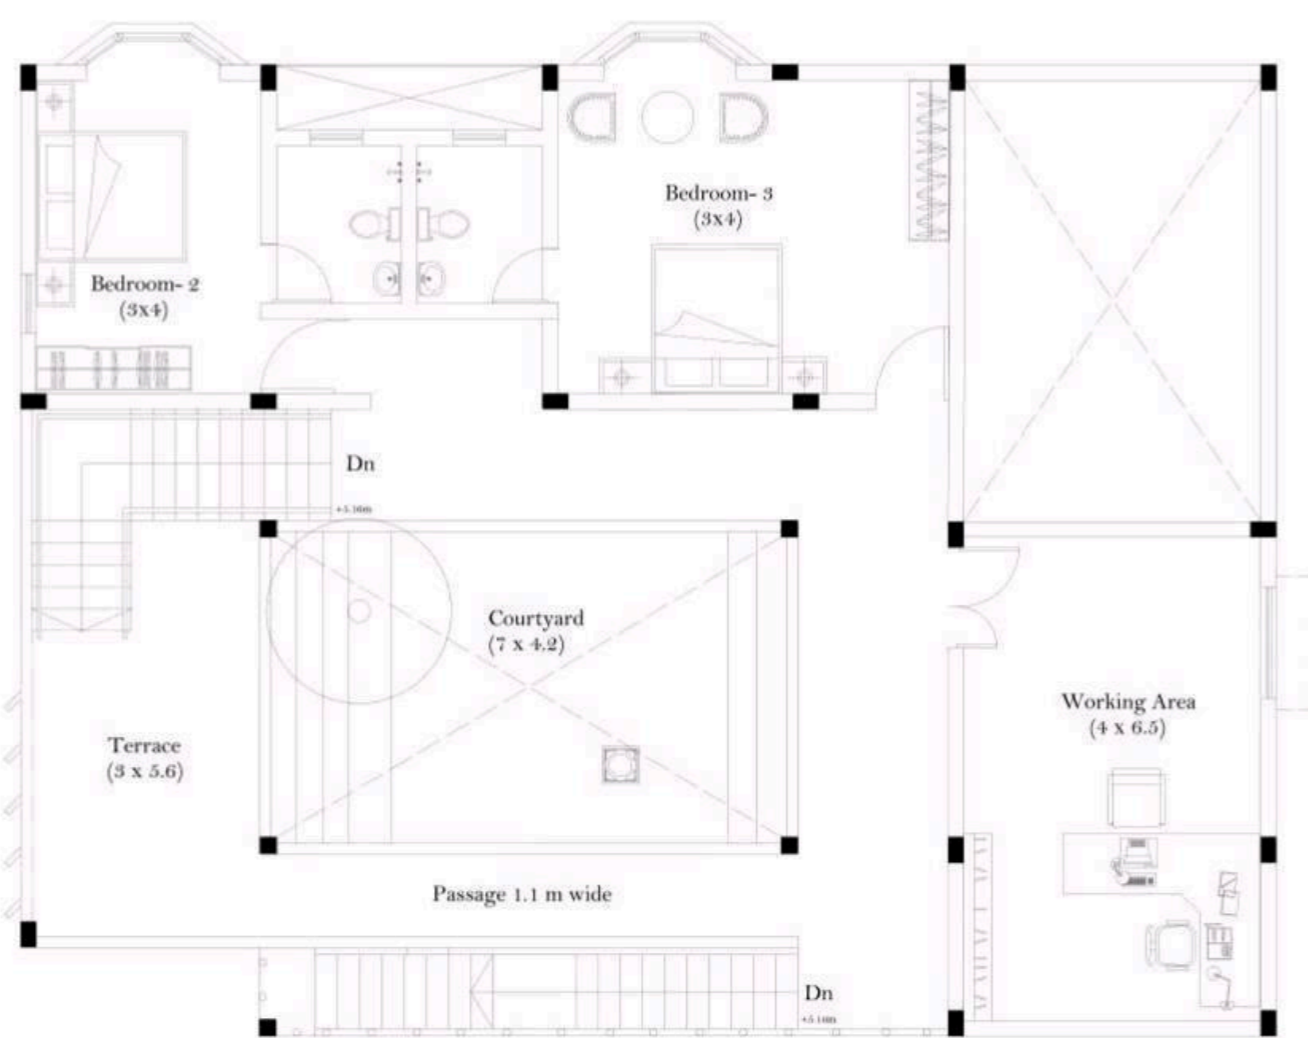 Bedroom- 3
(3x4)
Bedroom- 2
(3x4)
Dn
Courtyard
(7 x 4.2)
Working Area
(4 x 6.5)
Terrace
(3 x 5.6)
Passage 1.1 m wide
Dn